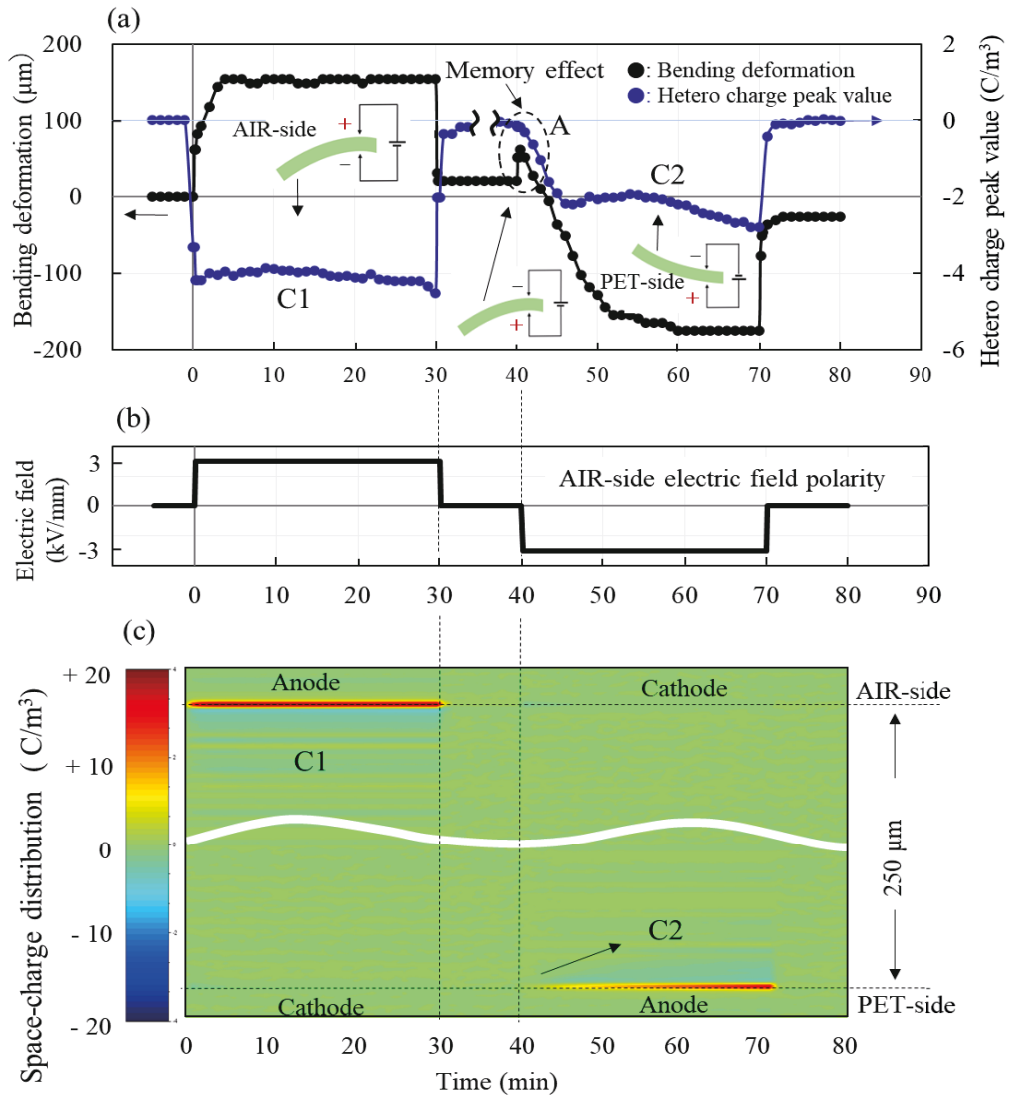 (a)
200
100
0
-100
-200
Bending deformation (μm)
2
0
-2
-4
-6
Hetero charge peak value (C/m³)
Memory effect
: Bending deformation
: Hetero charge peak value
AIR-side
+
−
A
C1
C2
−
+
PET-side
−
+
0 10 20 30 40 50 60 70 80 90
(b)
3
0
-3
Electric field
(kV/mm)
AIR-side electric field polarity
0 10 20 30 40 50 60 70 80 90
(c)
+ 20
+ 10
0
- 10
- 20
Space-charge distribution ( C/m³)
4
2
0
-2
-4
Anode
Cathode
AIR-side
C1
250 μm
C2
Cathode
Anode
PET-side
0 10 20 30 40 50 60 70 80
Time (min)